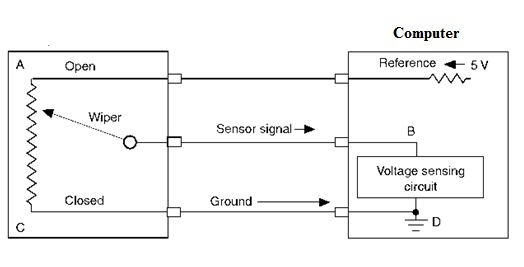 Computer
A
Open
Reference
5 V
Wiper
Sensor signal
B
Voltage sensing
circuit
Closed
Ground
C
D